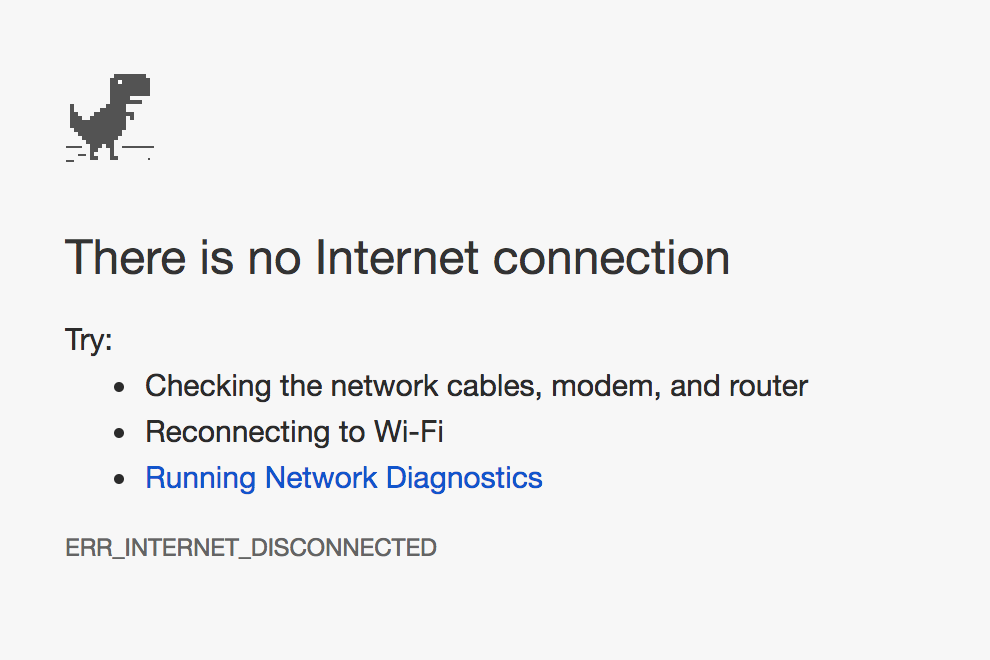 There is no Internet connection
Try:
Checking the network cables, modem, and router
Reconnecting to Wi-Fi
Running Network Diagnostics
ERR_INTERNET_DISCONNECTED